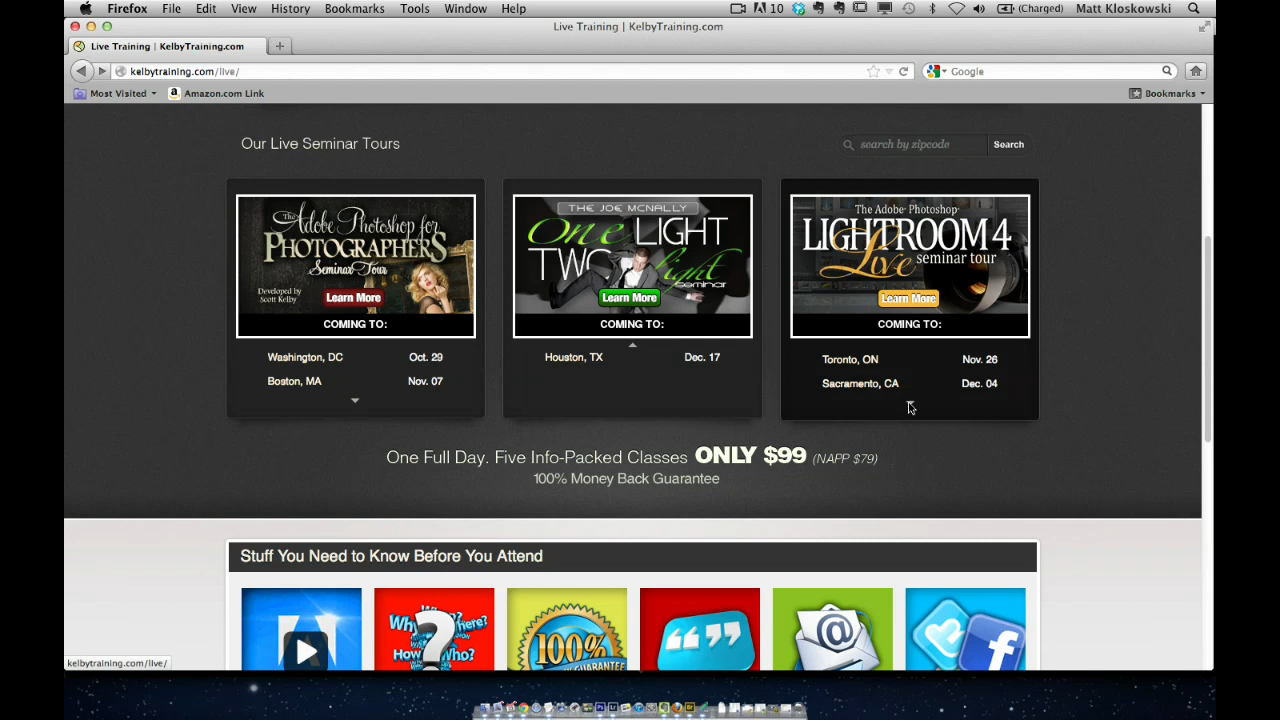 Firefox File Edit View History Bookmarks Tools Window Help 10 (Charged) Matt Kloskowski
Live Training | KelbyTraining.com
Live Training | KelbyTraining.com
kelbytraining.com/live/ Google
Most Visited Amazon.com Link Bookmarks
Our Live Seminar Tours search by zipcode Search
The Adobe Photoshop for
PHOTOGRAPHERS
Seminar Tour
Developed by
Scott Kelby
Learn More
COMING TO:
Washington, DC Oct. 29
Boston, MA Nov. 07
THE JOE MCNALLY
One LIGHT
TWO light
seminar
Learn More
COMING TO:
Houston, TX Dec. 17
The Adobe Photoshop
LIGHTROOM 4
Live seminar tour
Learn More
COMING TO:
Toronto, ON Nov. 26
Sacramento, CA Dec. 04
One Full Day. Five Info-Packed Classes ONLY $99 (NAPP $79)
100% Money Back Guarantee
Stuff You Need to Know Before You Attend
100%
kelbytraining.com/live/